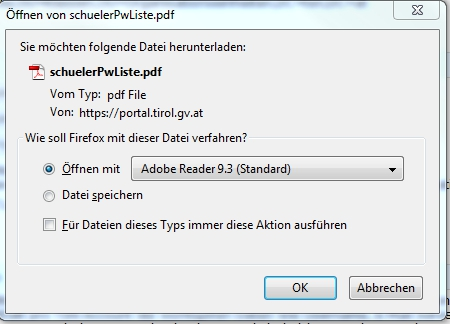 Öffnen von schuelerPwListe.pdf
Sie möchten folgende Datei herunterladen:
schuelerPwListe.pdf
Vom Typ: pdf File
Von: https://portal.tirol.gv.at
Wie soll Firefox mit dieser Datei verfahren?
Öffnen mit Adobe Reader 9.3 (Standard)
Datei speichern
Für Dateien dieses Typs immer diese Aktion ausführen
OK Abbrechen